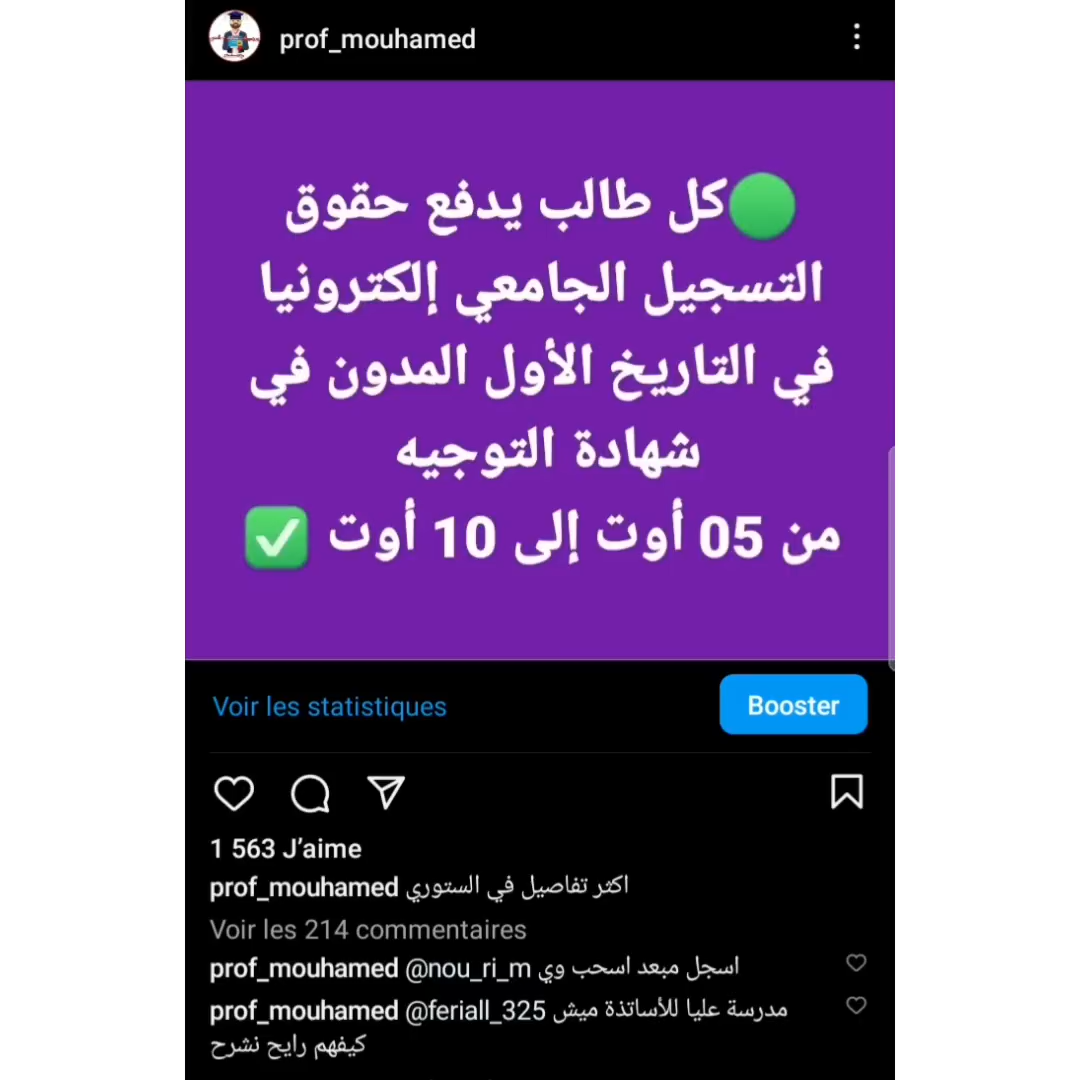 prof_mouhamed
🟢كل طالب يدفع حقوق
التسجيل الجامعي إلكترونيا
في التاريخ الأول المدون في
شهادة التوجيه
من 05 أوت إلى 10 أوت ✅
Voir les statistiques
Booster
1 563 J’aime
prof_mouhamed اكثر تفاصيل في الستوري
Voir les 214 commentaires
prof_mouhamed @nou_ri_m اسجل مبعد اسحب وي
prof_mouhamed @feriall_325 مدرسة عليا للأساتذة ميش
كيفهم رايح نشرح